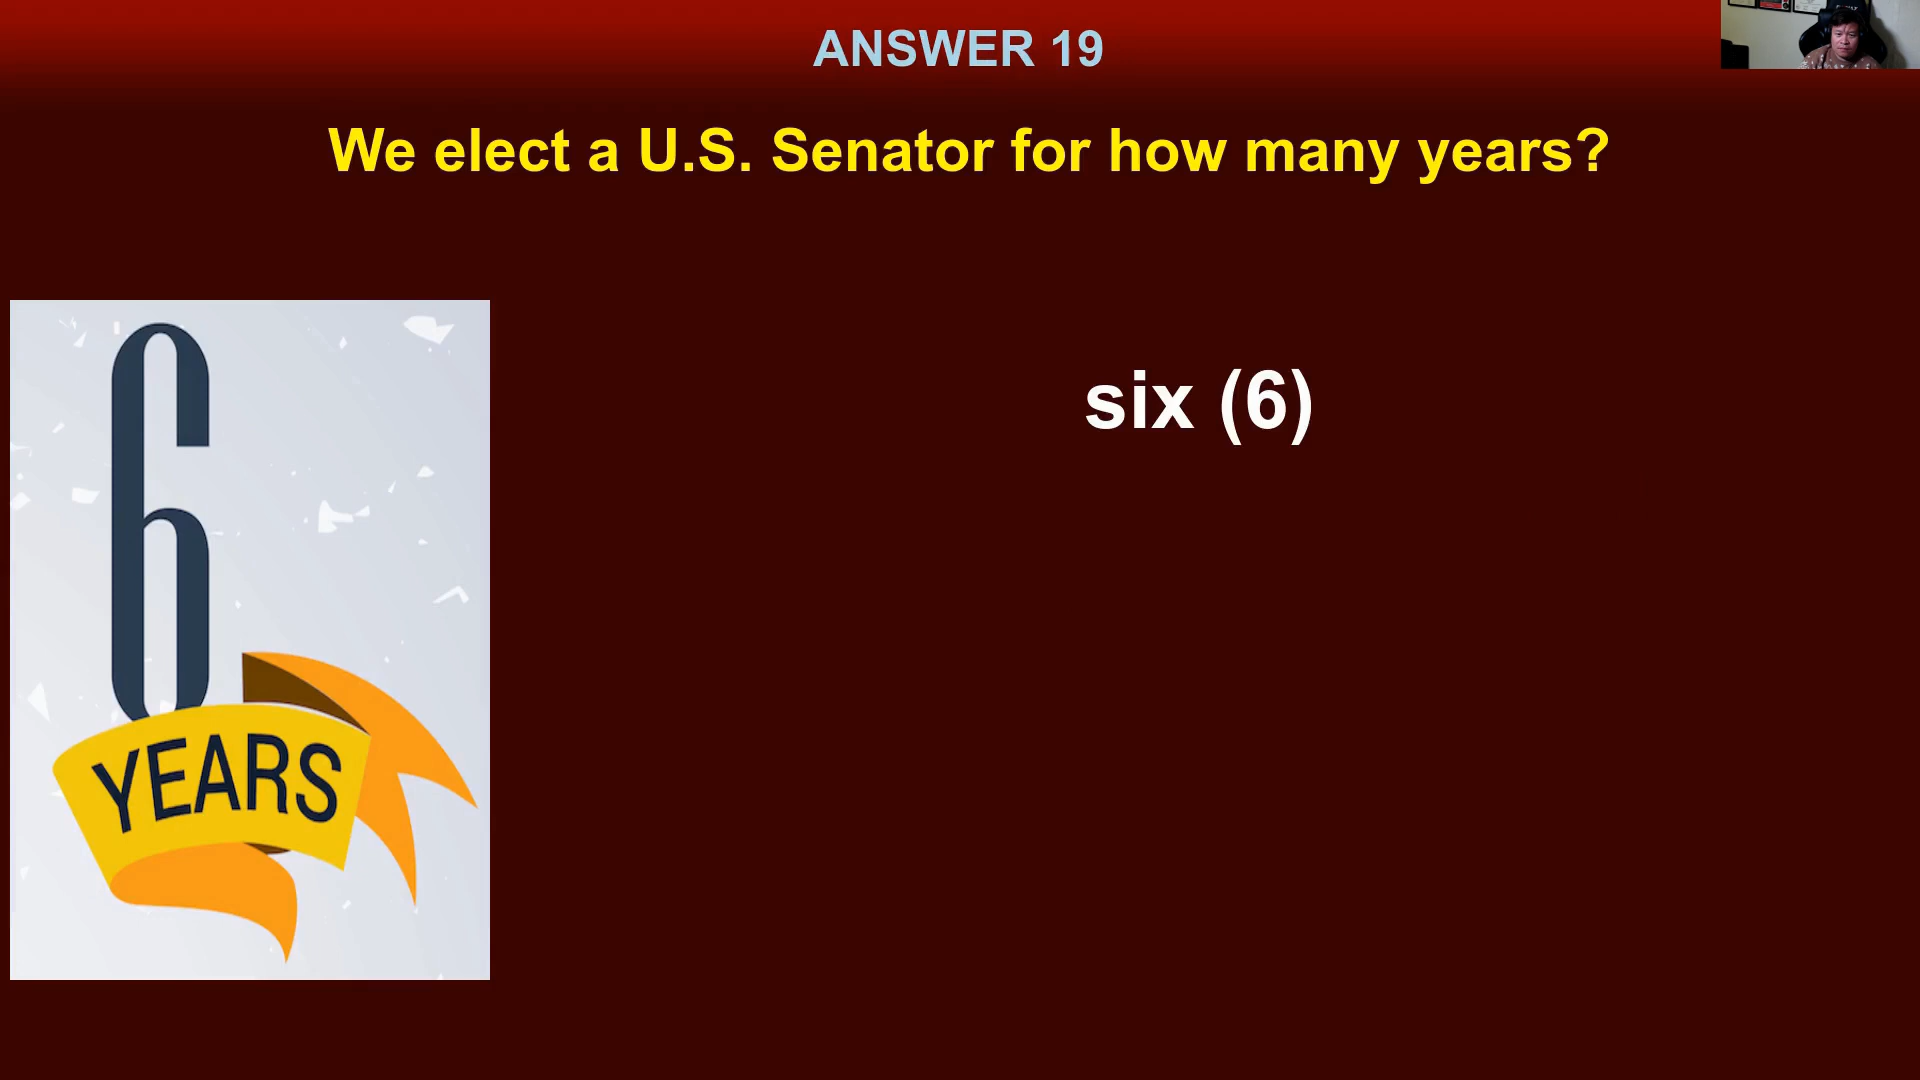 ANSWER 19
We elect a U.S. Senator for how many years?
six (6)
6
YEARS